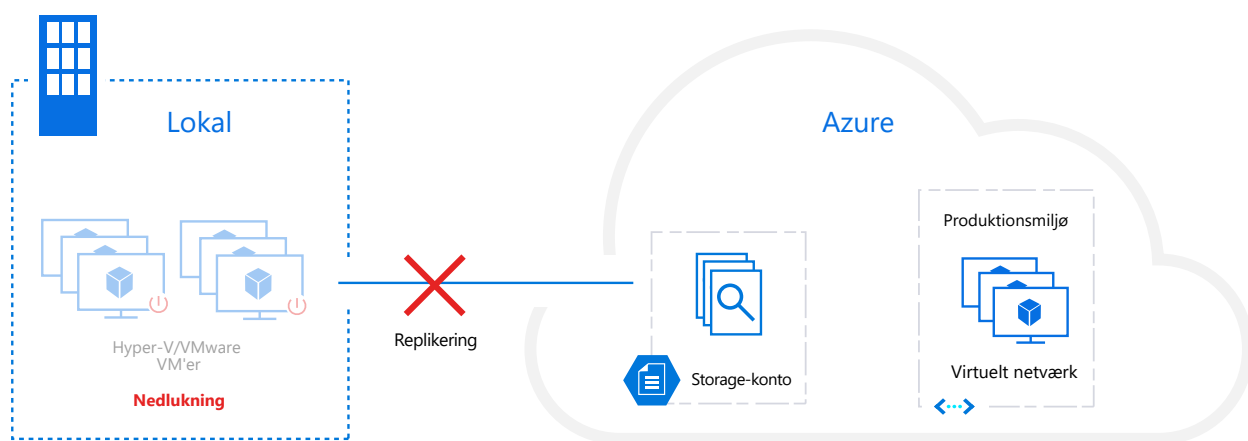 Lokal
Hyper-V/VMware
VM'er
Nedlukning
Replikering
Azure
Storage-konto
Produktionsmiljø
Virtuelt netværk